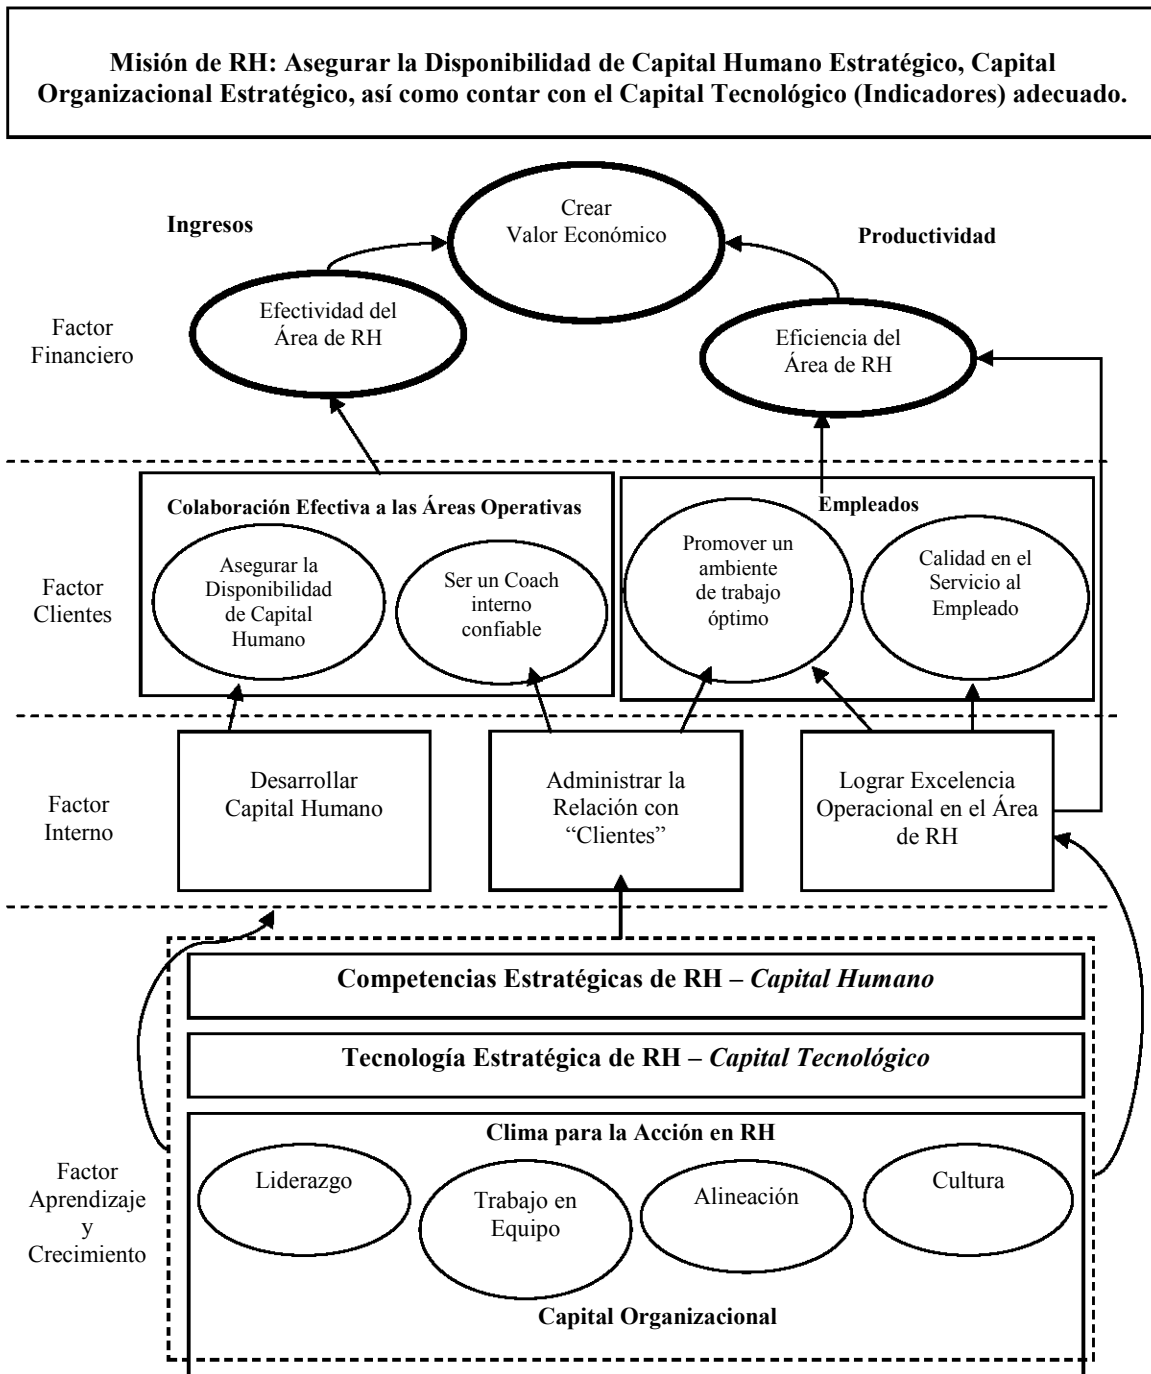 Misión de RH: Asegurar la Disponibilidad de Capital Humano Estratégico, Capital
Organizacional Estratégico, así como contar con el Capital Tecnológico (Indicadores) adecuado.
Ingresos
Crear
Valor Económico
Productividad
Factor
Financiero
Efectividad del
Área de RH
Eficiencia del
Área de RH
Factor
Clientes
Colaboración Efectiva a las Áreas Operativas
Asegurar la
Disponibilidad
de Capital
Humano
Ser un Coach
interno
confiable
Empleados
Promover un
ambiente
de trabajo
óptimo
Calidad en el
Servicio al
Empleado
Factor
Interno
Desarrollar
Capital Humano
Administrar la
Relación con
“Clientes”
Lograr Excelencia
Operacional en el Área
de RH
Factor
Aprendizaje
y
Crecimiento
Competencias Estratégicas de RH – Capital Humano
Tecnología Estratégica de RH – Capital Tecnológico
Clima para la Acción en RH
Liderazgo
Trabajo en
Equipo
Alineación
Cultura
Capital Organizacional